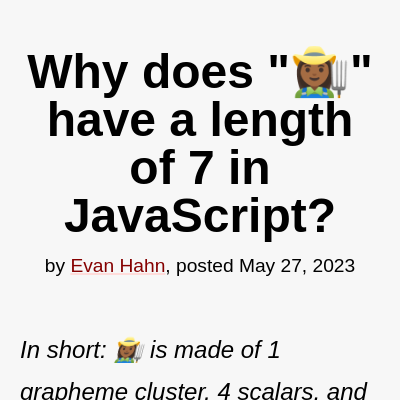 Why does "👩🏾‍🌾"
have a length
of 7 in
JavaScript?
by Evan Hahn, posted May 27, 2023
In short: 👩🏾‍🌾 is made of 1
grapheme cluster, 4 scalars, and